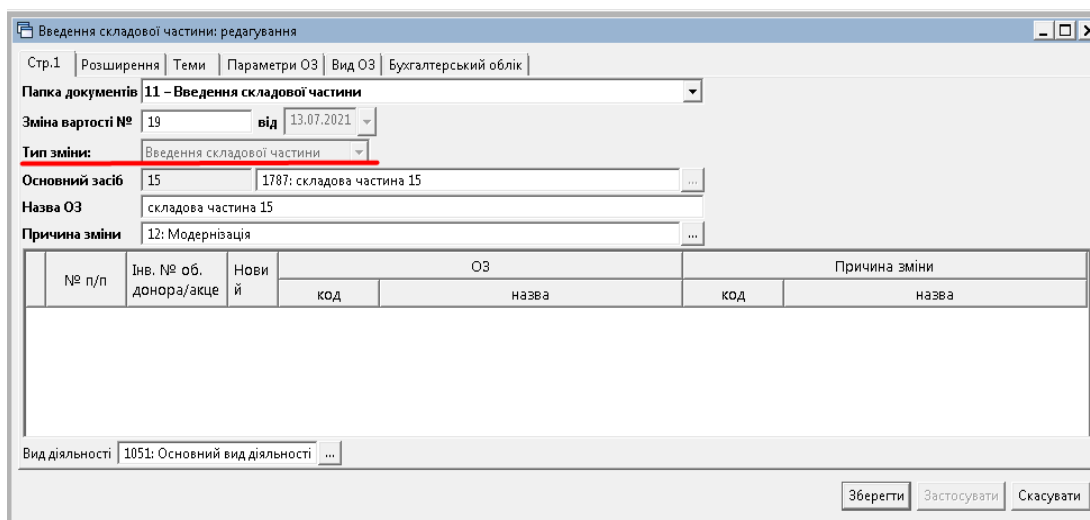 Введення складової частини: редагування
Стр.1 Розширення Теми Параметри ОЗ Вид ОЗ Бухгалтерський облік
Папка документів 11 – Введення складової частини
Зміна вартості № 19 від 13.07.2021
Тип зміни: Введення складової частини
Основний засіб 15 1787: складова частина 15 ...
Назва ОЗ складова частина 15
Причина зміни 12: Модернізація ...
№ п/п Інв. № об. донора/акце Новий ОЗ Причина зміни
код назва код назва
Вид діяльності 1051: Основний вид діяльності ...
Зберегти Застосувати Скасувати